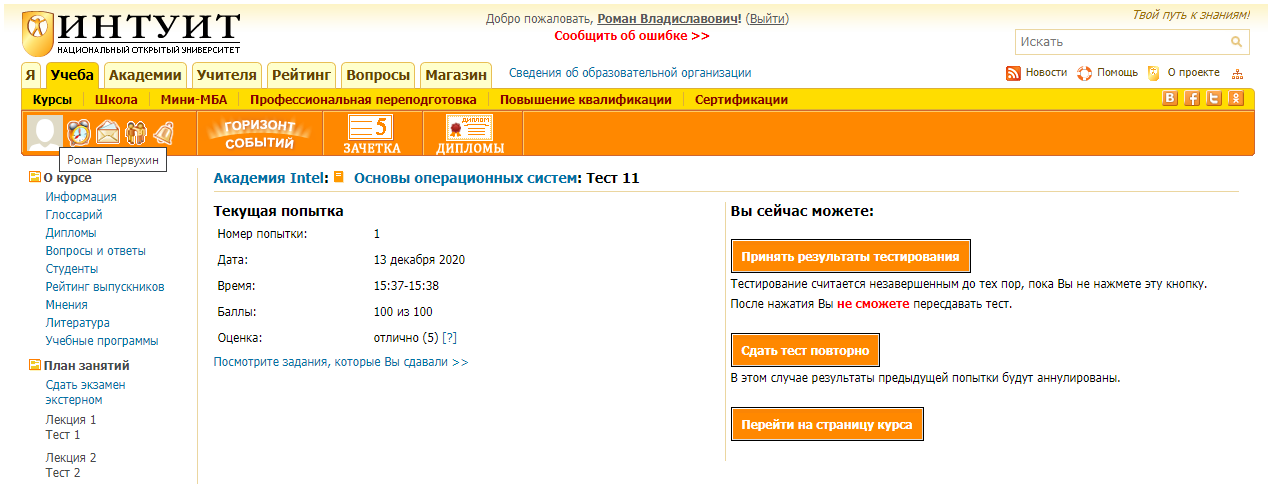 ИНТУИТ
НАЦИОНАЛЬНЫЙ ОТКРЫТЫЙ УНИВЕРСИТЕТ
Добро пожаловать, Роман Владиславович! (Выйти)
Сообщить об ошибке >>
Твой путь к знаниям!
Искать
Я Учеба Академии Учителя Рейтинг Вопросы Магазин Сведения об образовательной организации
Новости Помощь О проекте
Курсы Школа Мини-МБА Профессиональная переподготовка Повышение квалификации Сертификации
ГОРИЗОНТ
СОБЫТИЙ
5
ЗАЧЕТКА
ДИПЛОМ
ДИПЛОМЫ
Роман Первухин
О курсе
Информация
Глоссарий
Дипломы
Вопросы и ответы
Студенты
Рейтинг выпускников
Мнения
Литература
Учебные программы
План занятий
Сдать экзамен
экстерном
Лекция 1
Тест 1
Лекция 2
Тест 2
Академия Intel: Основы операционных систем: Тест 11
Текущая попытка
Номер попытки: 1
Дата: 13 декабря 2020
Время: 15:37-15:38
Баллы: 100 из 100
Оценка: отлично (5) [?]
Посмотрите задания, которые Вы сдавали >>
Вы сейчас можете:
Принять результаты тестирования
Тестирование считается незавершенным до тех пор, пока Вы не нажмете эту кнопку.
После нажатия Вы не сможете пересдавать тест.
Сдать тест повторно
В этом случае результаты предыдущей попытки будут аннулированы.
Перейти на страницу курса